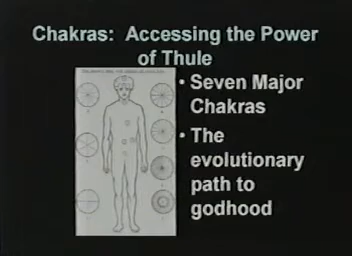 Chakras: Accessing the Power
of Thule
• Seven Major
Chakras
• The
evolutionary
path to
godhood